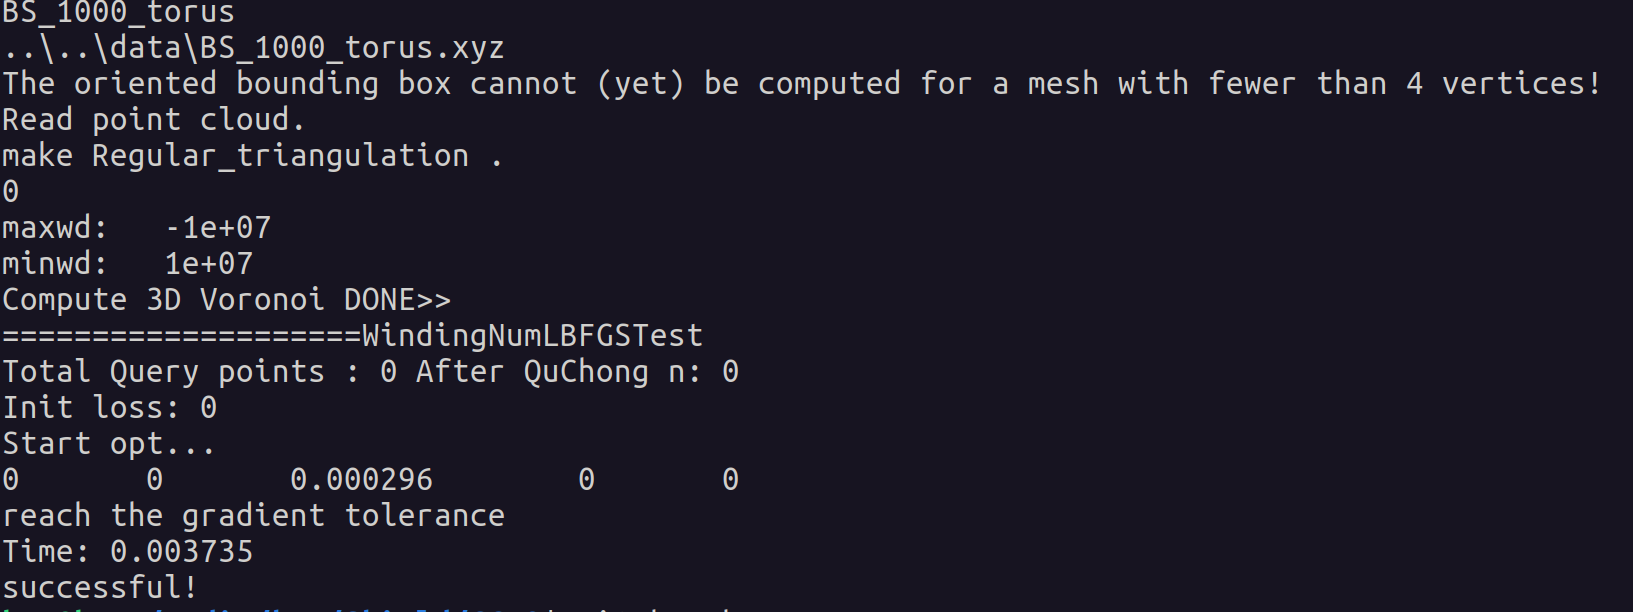 BS_1000_torus
..\..\data\BS_1000_torus.xyz
The oriented bounding box cannot (yet) be computed for a mesh with fewer than 4 vertices!
Read point cloud.
make Regular_triangulation .
0
maxwd:   -1e+07
minwd:   1e+07
Compute 3D Voronoi DONE>>
====================WindingNumLBFGSTest
Total Query points : 0 After QuChong n: 0
Init loss: 0
Start opt...
0       0       0.000296        0       0
reach the gradient tolerance
Time: 0.003735
successful!